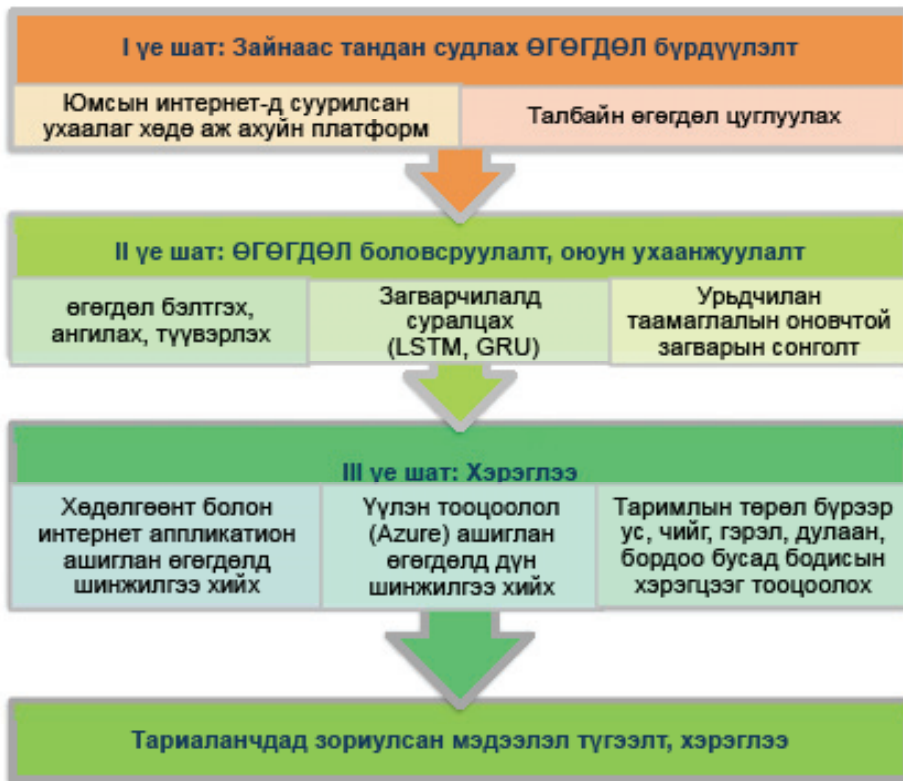 I үе шат: Зайнаас тандан судлах ӨГӨГДӨЛ бүрдүүлэлт
Юмсын интернет-д суурилсан
ухаалаг хөдө аж ахуйн платформ
Талбайн өгөгдөл цуглуулах
II үе шат: ӨГӨГДӨЛ боловсруулалт, оюун ухаанжуулалт
өгөгдөл бэлтгэх,
ангилах, түүвэрлэх
Загварчилалд
суралцах
(LSTM, GRU)
Урьдчилан
таамаглалын оновчтой
загварын сонголт
III үе шат: Хэрэглээ
Хөдөлгөөнт болон
интернет аппликатион
ашиглан өгөгдөлд
шинжилгээ хийх
Үүлэн тооцоолол
(Azure) ашиглан
өгөгдөлд дүн
шинжилгээ хийх
Таримлын төрөл бүрээр
ус, чийг, гэрэл, дулаан,
бордоо бусад бодисын
хэрэгцээг тооцоолох
Тариаланчдад зориулсан мэдээлэл түгээлт, хэрэглээ